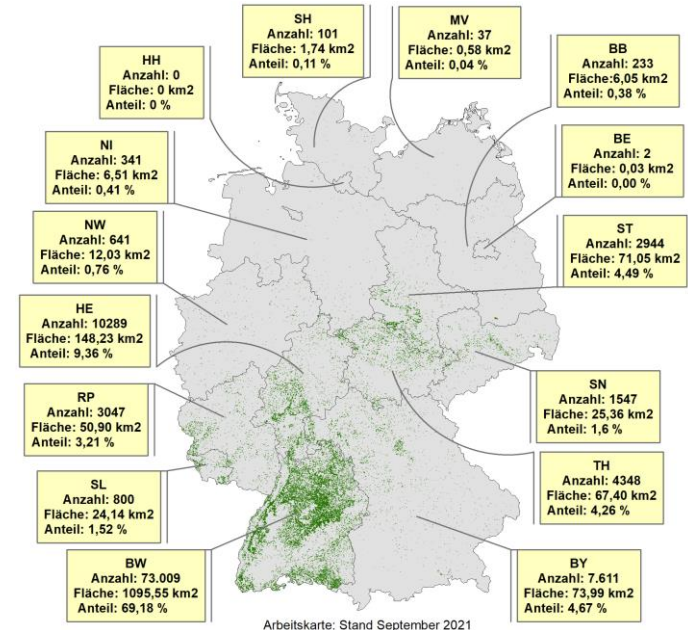 SH
Anzahl: 101
Fläche: 1,74 km2
Anteil: 0,11 %
MV
Anzahl: 37
Fläche: 0,58 km2
Anteil: 0,04 %
BB
Anzahl: 233
Fläche:6,05 km2
Anteil: 0,38 %
HH
Anzahl: 0
Fläche: 0 km2
Anteil: 0 %
BE
Anzahl: 2
Fläche: 0,03 km2
Anteil: 0,00 %
NI
Anzahl: 341
Fläche: 6,51 km2
Anteil: 0,41 %
ST
Anzahl: 2944
Fläche: 71,05 km2
Anteil: 4,49 %
NW
Anzahl: 641
Fläche: 12,03 km2
Anteil: 0,76 %
HE
Anzahl: 10289
Fläche: 148,23 km2
Anteil: 9,36 %
SN
Anzahl: 1547
Fläche: 25,36 km2
Anteil: 1,6 %
RP
Anzahl: 3047
Fläche: 50,90 km2
Anteil: 3,21 %
TH
Anzahl: 4348
Fläche: 67,40 km2
Anteil: 4,26 %
SL
Anzahl: 800
Fläche: 24,14 km2
Anteil: 1,52 %
BW
Anzahl: 73.009
Fläche: 1095,55 km2
Anteil: 69,18 %
BY
Anzahl: 7.611
Fläche: 73,99 km2
Anteil: 4,67 %
Arbeitskarte: Stand September 2021